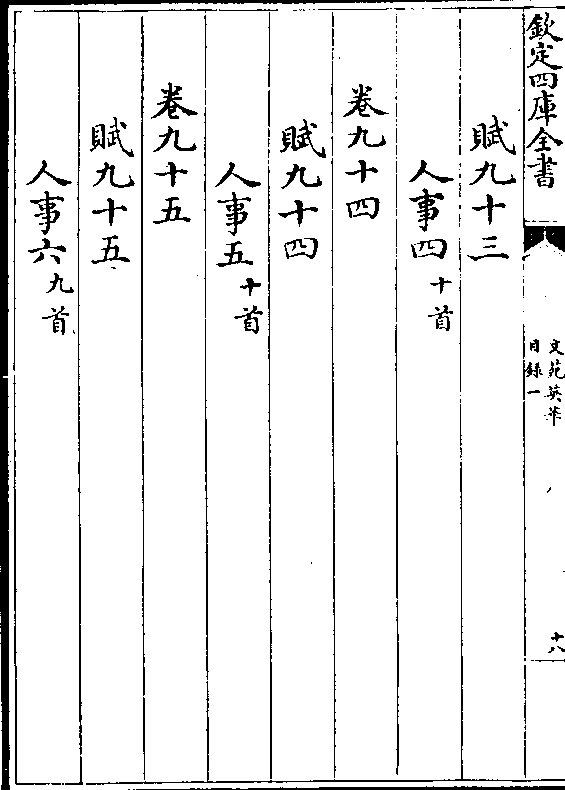 欽定四庫全書
文苑英華
目録一
十八
賦九十三
人事四十首
卷九十四
賦九十四
人事五十首
卷九十五
賦九十五
人事六九首